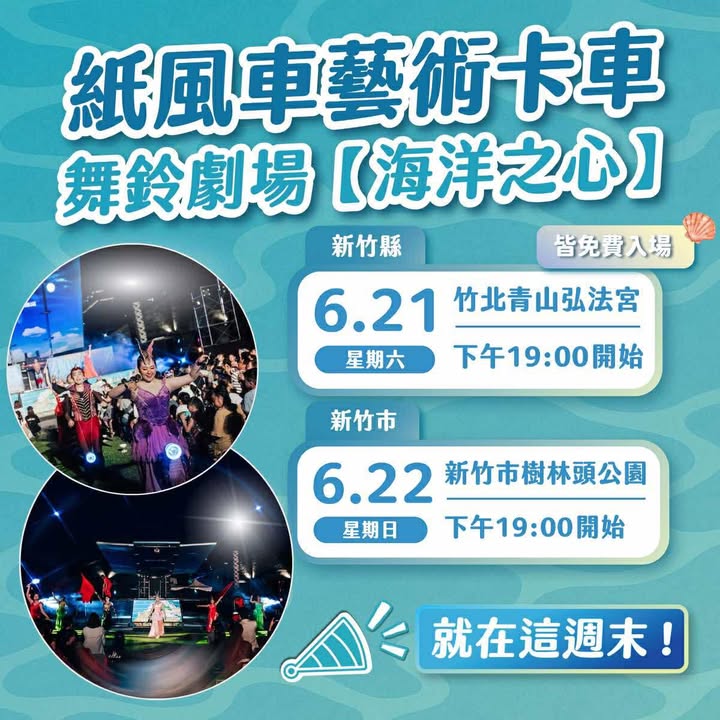 紙風車藝術卡車
舞鈴劇場【海洋之心】
新竹縣
皆免費入場
6.21
星期六
竹北青山弘法宮
下午19:00開始
新竹市
6.22
星期日
新竹市樹林頭公園
下午19:00開始
就在這週末！